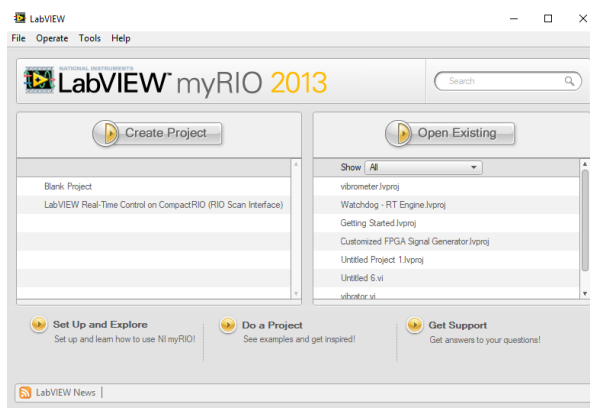 LabVIEW
File Operate Tools Help
NATIONAL INSTRUMENTS
LabVIEW™ myRIO 2013
Search
Create Project
Open Existing
Show All
Blank Project
LabVIEW Real-Time Control on CompactRIO (RIO Scan Interface)
vibrometer.lvproj
Watchdog - RT Engine.lvproj
Getting Started.lvproj
Customized FPGA Signal Generator.lvproj
Untitled Project 1.lvproj
Untitled 6.vi
vibrator.vi
Set Up and Explore
Set up and learn how to use NI myRIO!
Do a Project
See examples and get inspired!
Get Support
Get answers to your questions!
LabVIEW News